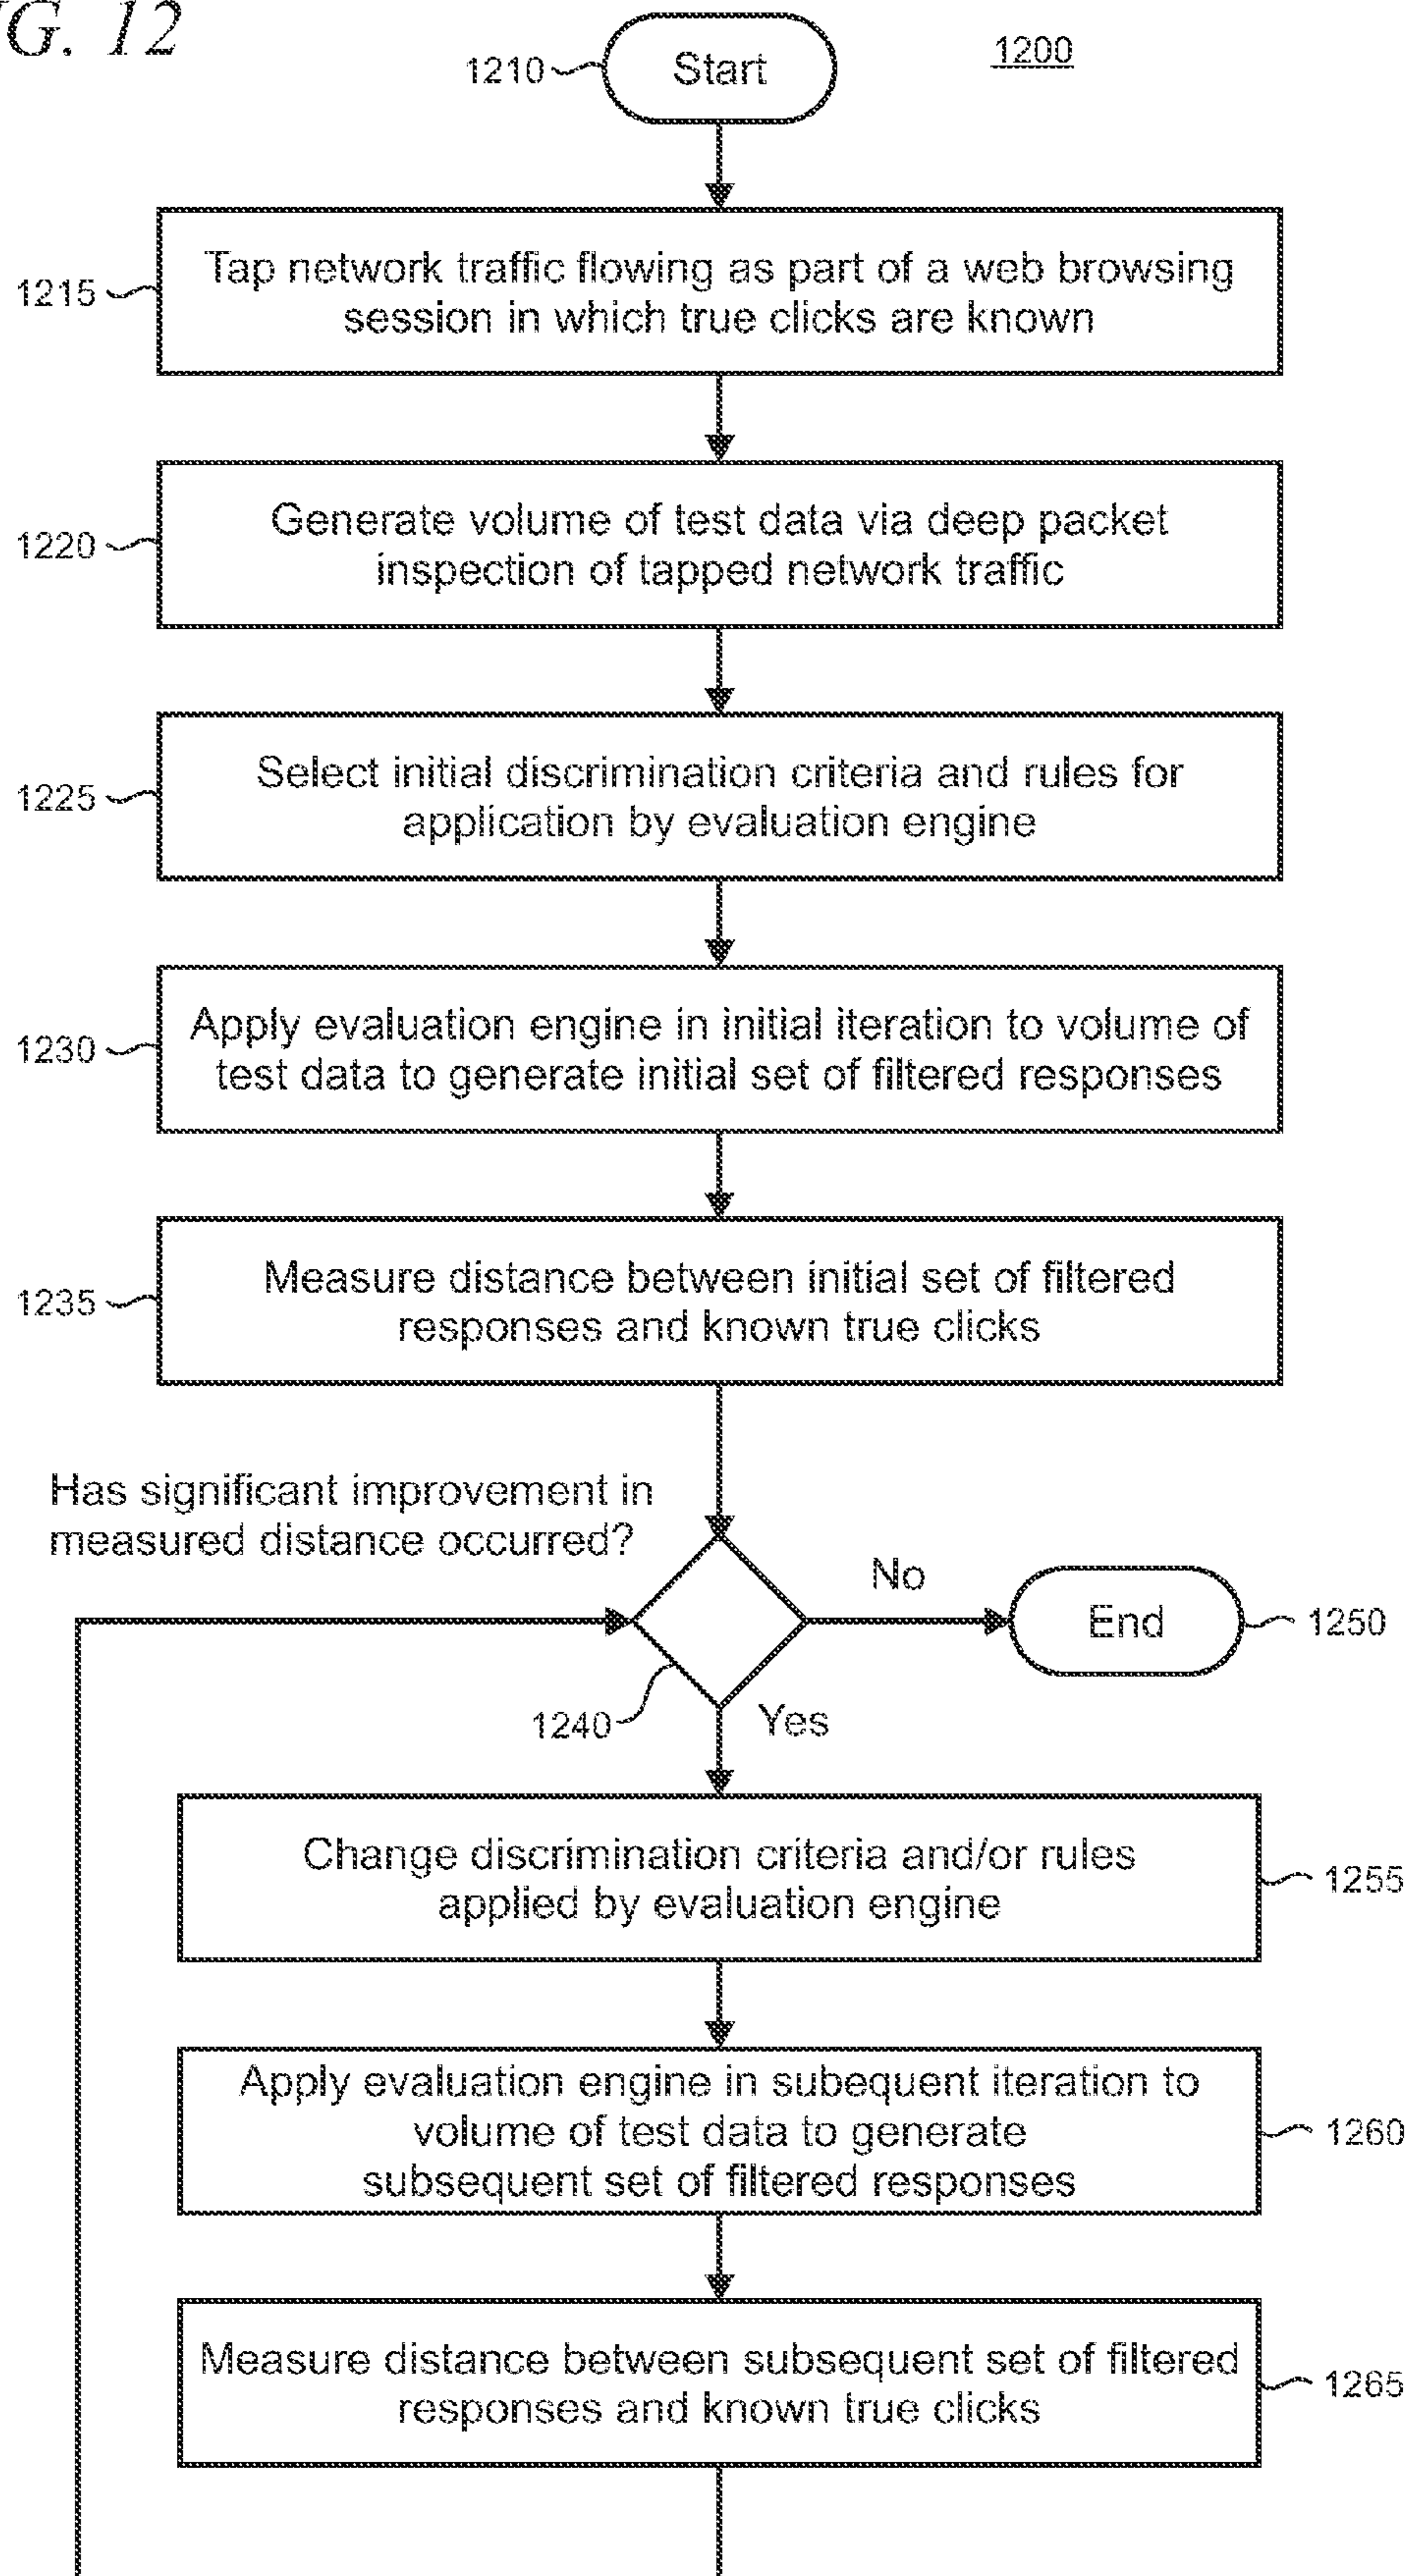 G. 12
1200
1210
Start
1215
Tap network traffic flowing as part of a web browsing
session in which true clicks are known
1220
Generate volume of test data via deep packet
inspection of tapped network traffic
1225
Select initial discrimination criteria and rules for
application by evaluation engine
1230
Apply evaluation engine in initial iteration to volume of
test data to generate initial set of filtered responses
1235
Measure distance between initial set of filtered
responses and known true clicks
Has significant improvement in
measured distance occurred?
No
End
1250
1240
Yes
Change discrimination criteria and/or rules
applied by evaluation engine
1255
Apply evaluation engine in subequent iteration to
volume of test data to generate
subsequent set of filtered responses
1260
Measure distance between subsequent set of filtered
responses and known true clicks
1265